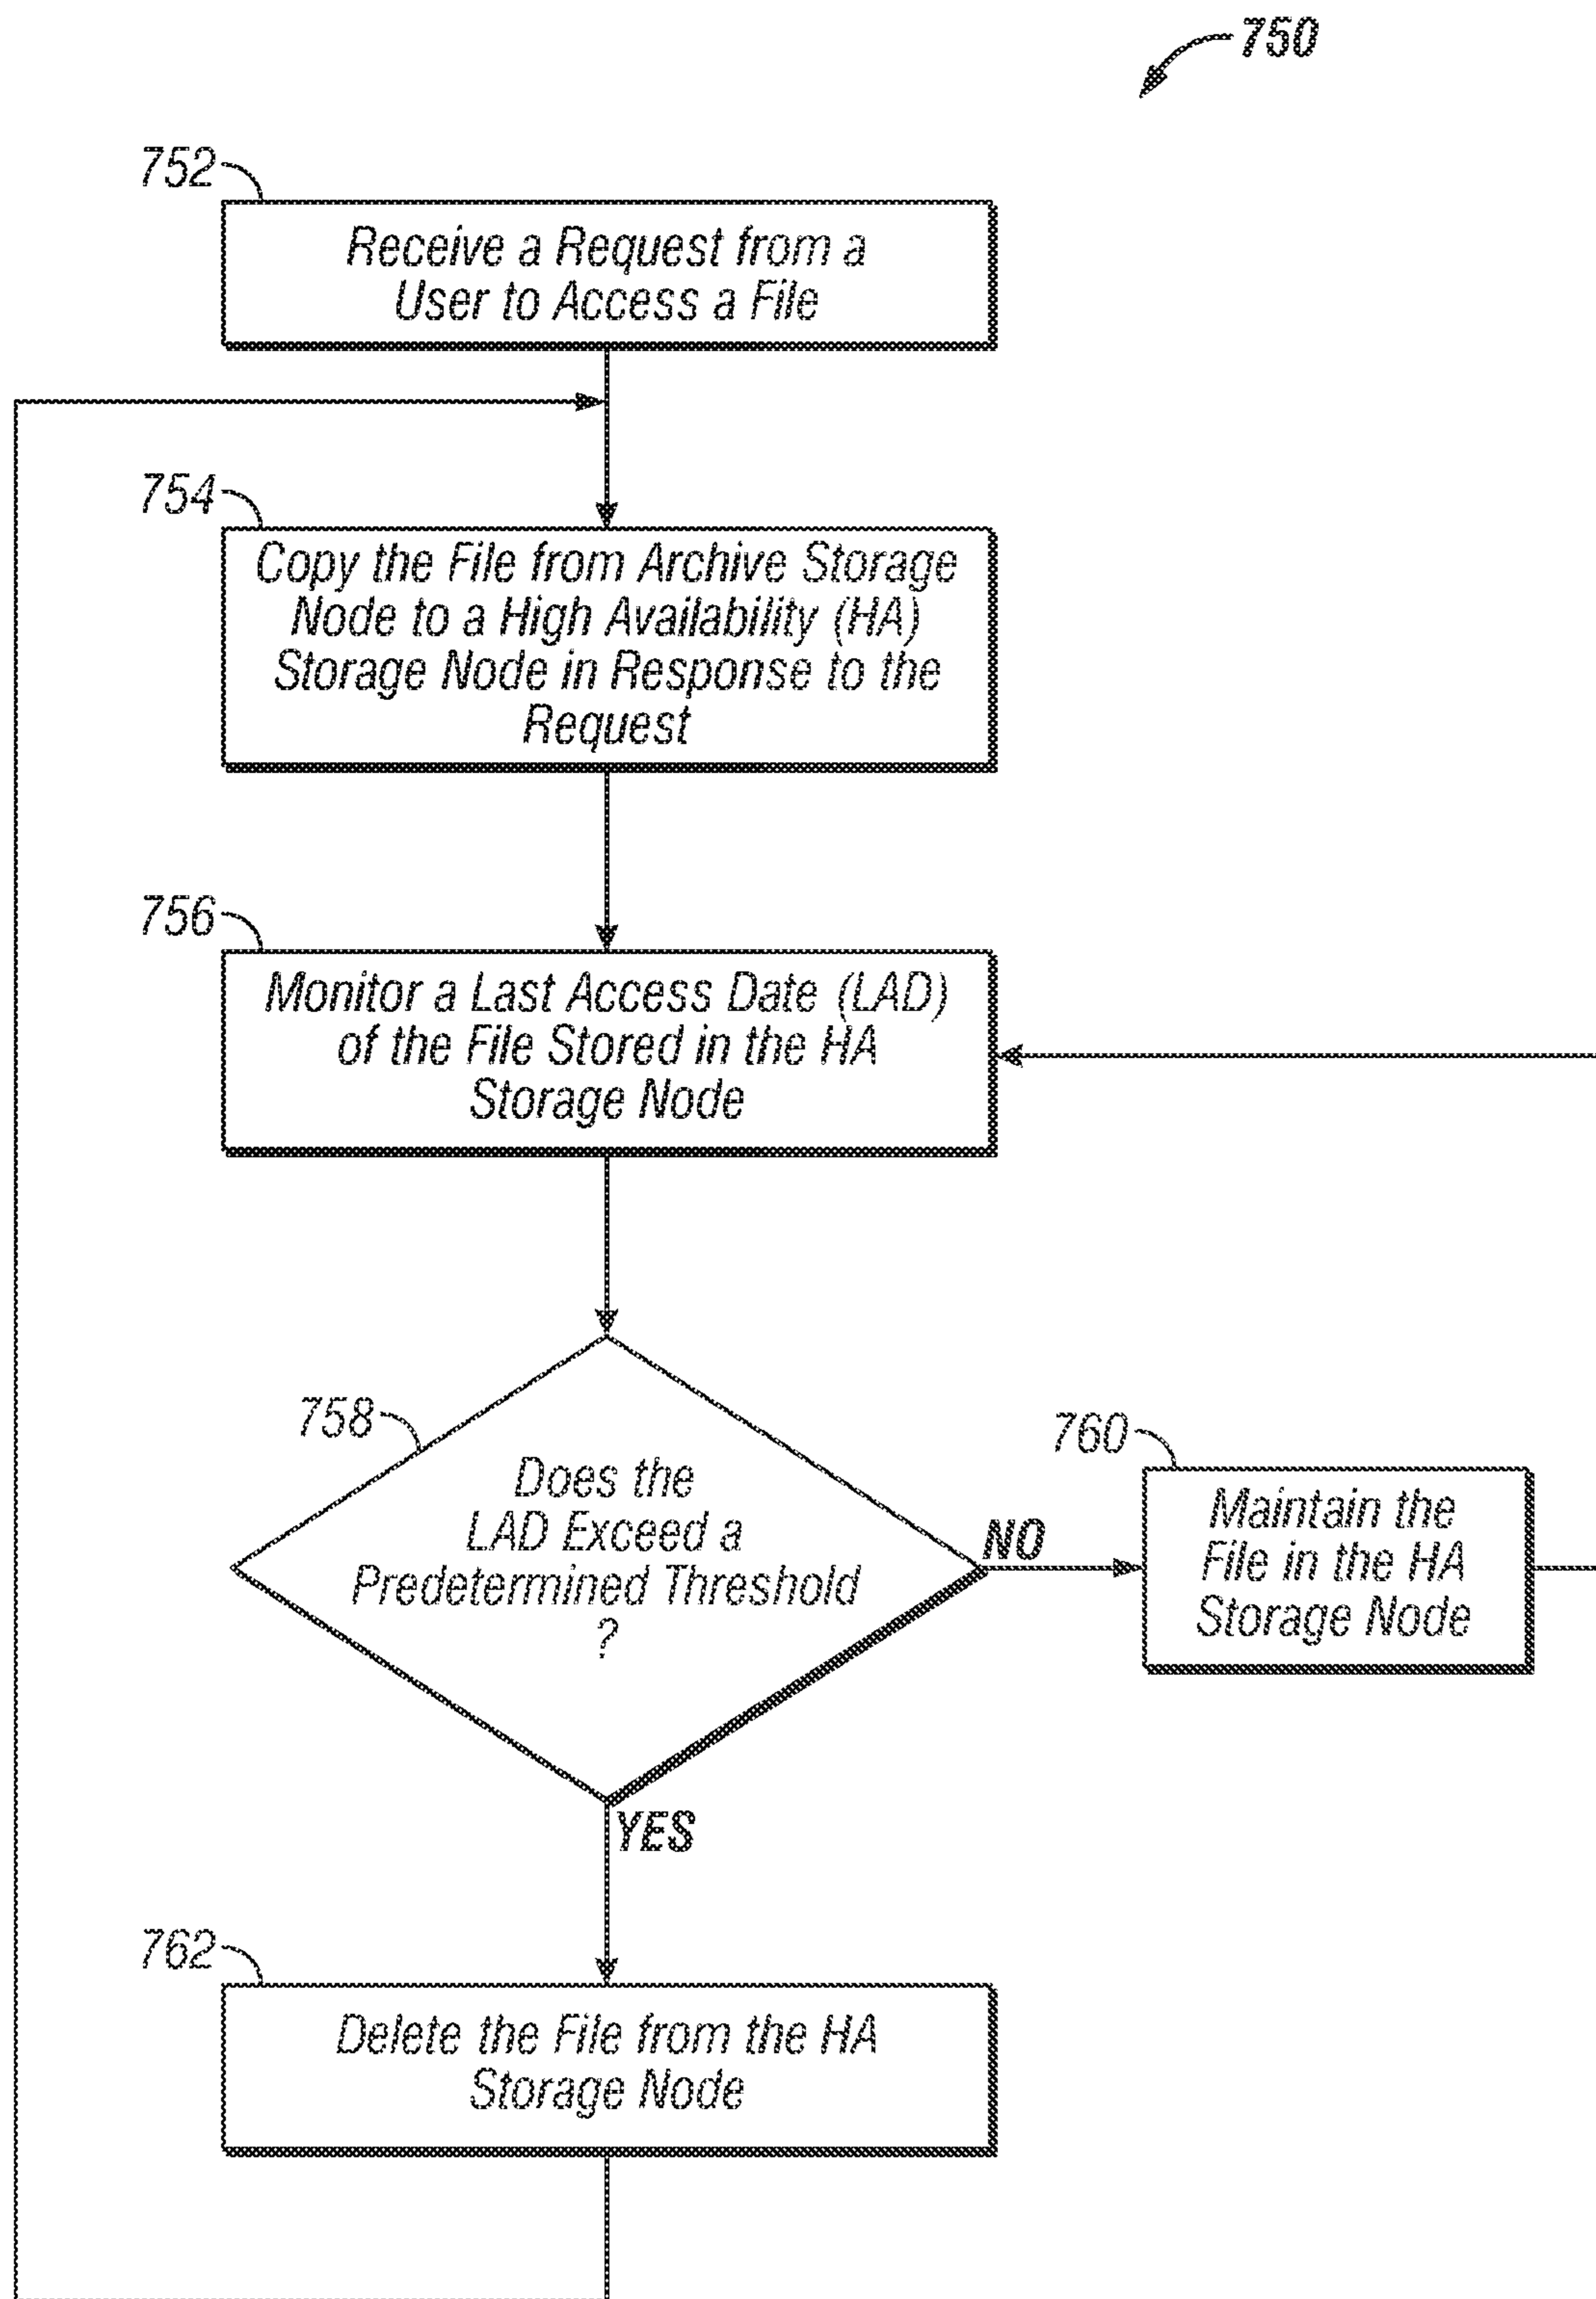 750
752
Receive a Request from a
User to Access a File
754
Copy the File from Archive Storage
Node to a High Availability (HA)
Storage Node in Response to the
Request
756
Monitor a Last Access Date (LAD)
of the File Stored in the HA
Storage Node
758
Does the
LAD Exceed a
Predetermined Threshold
?
NO
760
Maintain the
File in the HA
Storage Node
YES
762
Delete the File from the HA
Storage Node